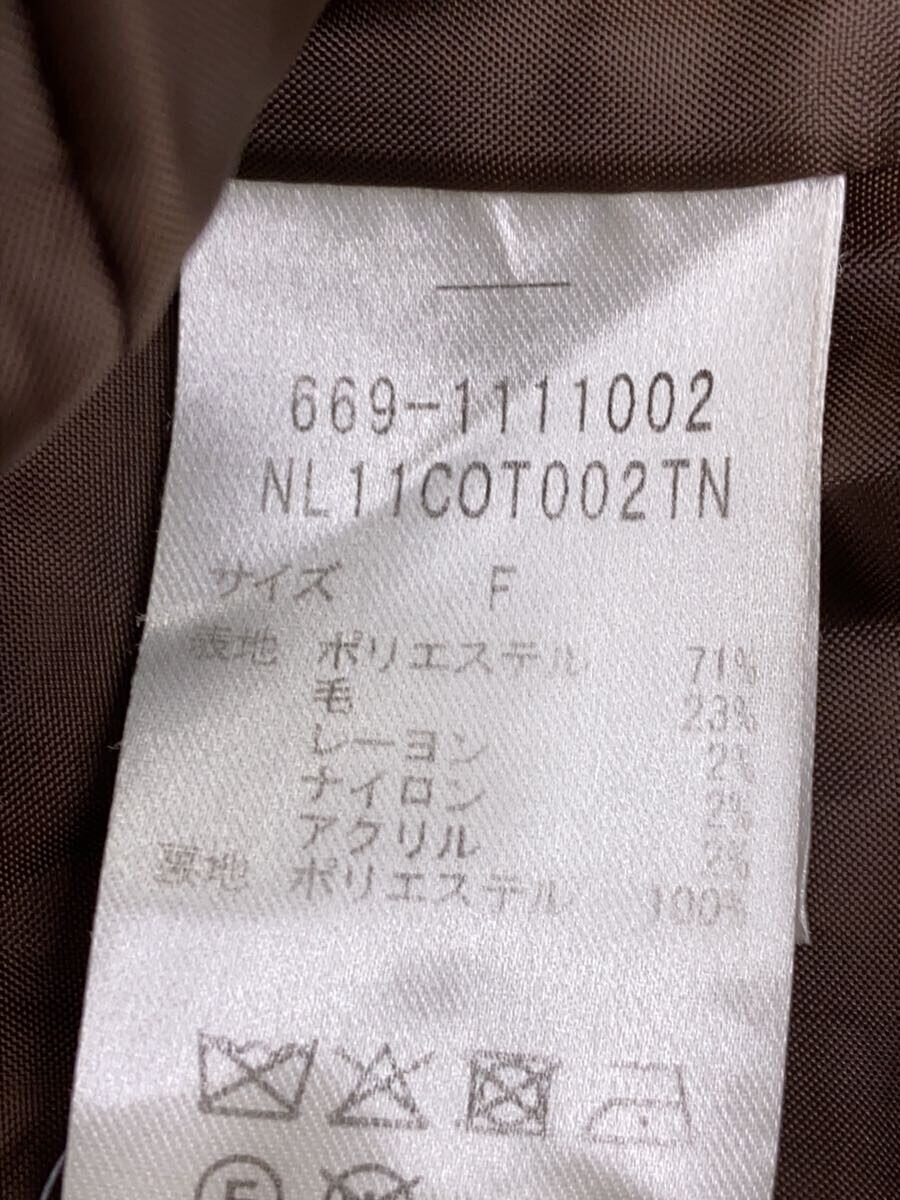 669-1111002
NL11COT002TN
サイズ F
表地 ポリエステル 71%
毛 23%
レーヨン 2%
ナイロン 2%
アクリル 2%
裏地 ポリエステル 100%